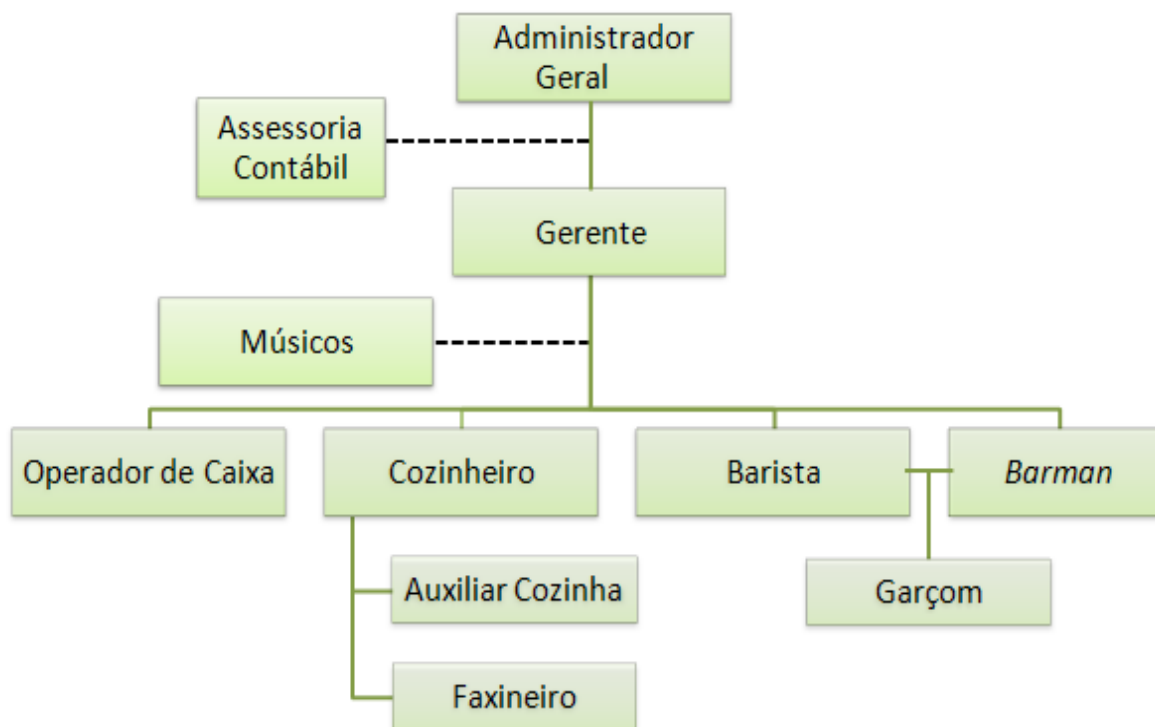 Administrador
Geral
Assessoria
Contábil
Gerente
Músicos
Operador de Caixa
Cozinheiro
Barista
Barman
Auxiliar Cozinha
Garçom
Faxineiro